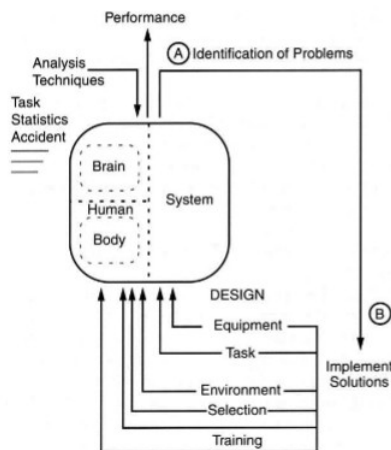 Performance
A Identification of Problems
Analysis
Techniques
Task
Statistics
Accident
Brain
Human
Body
System
DESIGN
Equipment
Task
Environment
Selection
Training
B
Implement
Solutions